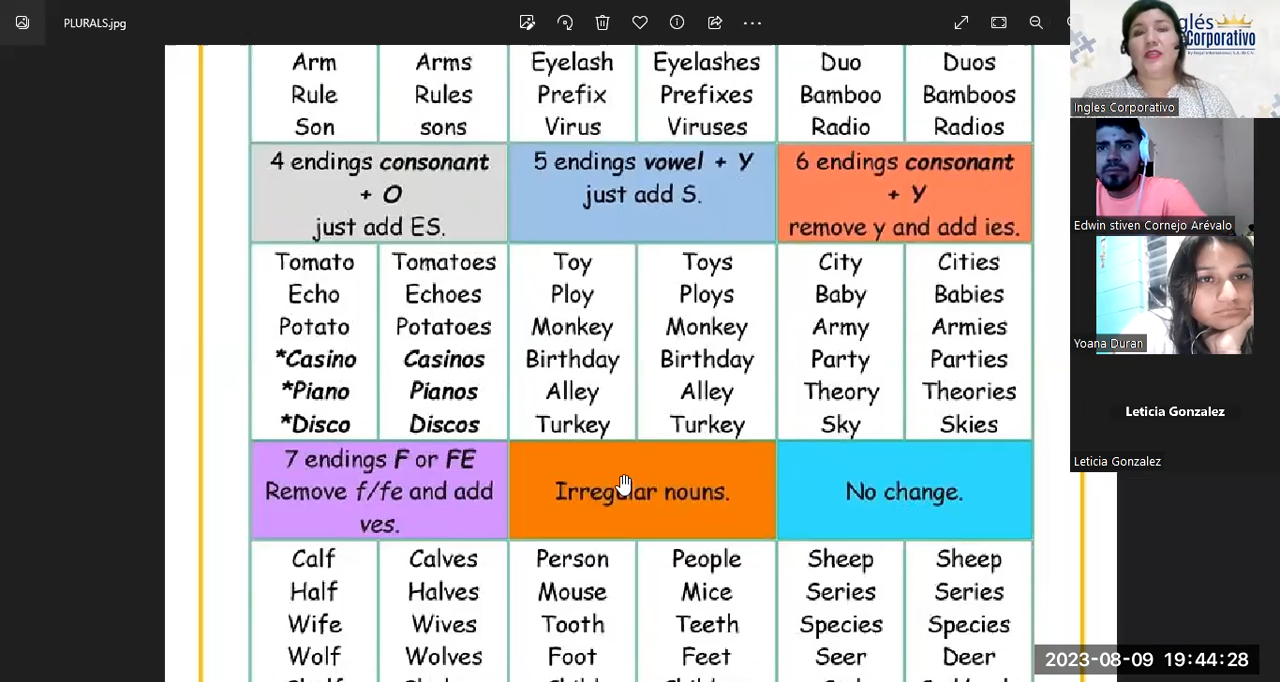 PLURALS.jpg
Arm Arms Eyelash Eyelashes Duo Duos
Rule Rules Prefix Prefixes Bamboo Bamboos
Son sons Virus Viruses Radio Radios
4 endings consonant
+ O
just add ES.
5 endings vowel + Y
just add S.
6 endings consonant
+ Y
remove y and add ies.
Tomato Tomatoes Toy Toys City Cities
Echo Echoes Ploy Ploys Baby Babies
Potato Potatoes Monkey Monkey Army Armies
*Casino Casinos Birthday Birthday Party Parties
*Piano Pianos Alley Alley Theory Theories
*Disco Discos Turkey Turkey Sky Skies
7 endings F or FE
Remove f/fe and add
ves.
Irregular nouns.
No change.
Calf Calves Person People Sheep Sheep
Half Halves Mouse Mice Series Series
Wife Wives Tooth Teeth Species Species
Wolf Wolves Foot Feet Seer Deer
glés
Corporativo
Ingles Corporativo
Edwin stiven Cornejo Arévalo
Yoana Duran
Leticia Gonzalez
Leticia Gonzalez
2023-08-09 19:44:28